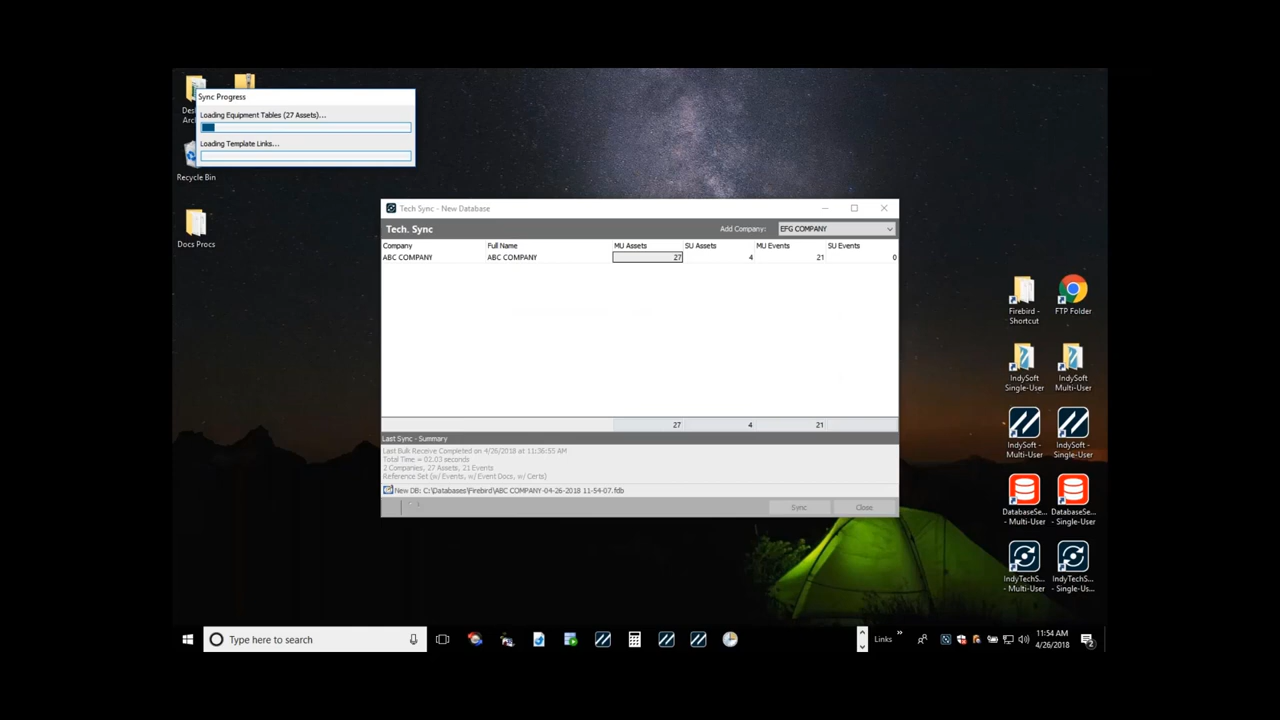 Sync Progress
Loading Equipment Tables (27 Assets)...
Loading Template Links...
Recycle Bin
Docs Procs
Tech Sync - New Database
Tech. Sync
Add Company: EFG COMPANY
Company Full Name MU Assets SU Assets MU Events SU Events
ABC COMPANY ABC COMPANY 27 4 21 0
27 4 21
Last Sync - Summary
Last Bulk Receive Completed on 4/26/2018 at 11:36:55 AM
Total Time = 02.03 seconds
2 Companies, 27 Assets, 21 Events
Reference Set (w/ Events, w/ Event Docs, w/ Certs)
New DB: C:\Databases\Firebird\ABC COMPANY-04-26-2018 11-54-07.fdb
Sync Close
Firebird -
Shortcut
FTP Folder
IndySoft
Single-User
IndySoft
Multi-User
IndySoft -
Multi-User
IndySoft -
Single-User
DatabaseSe...
- Multi-User
DatabaseSe...
- Single-User
IndyTechS...
- Multi-User
IndyTechS...
- Single-Us...
Type here to search
Links
11:54 AM
4/26/2018
2